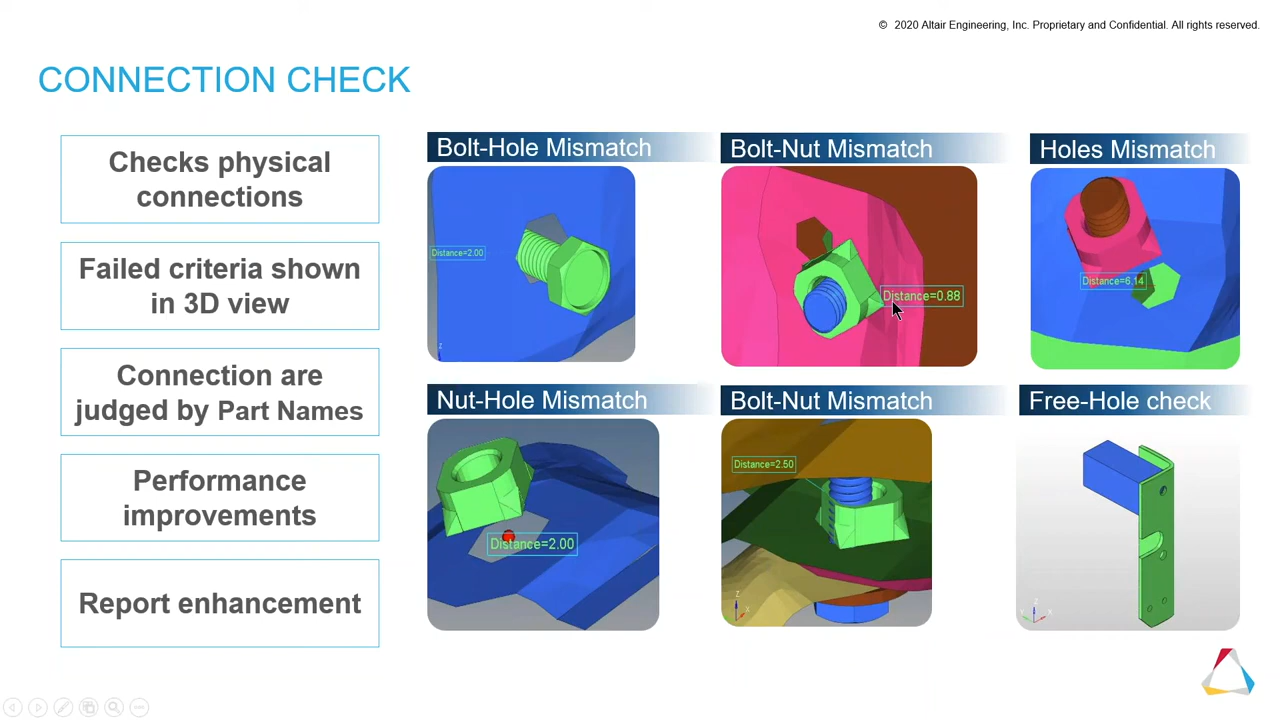 © 2020 Altair Engineering, Inc. Proprietary and Confidential. All rights reserved.
CONNECTION CHECK
Checks physical
connections
Failed criteria shown
in 3D view
Connection are
judged by Part Names
Performance
improvements
Report enhancement
Bolt-Hole Mismatch
Distance=2.00
Z
Bolt-Nut Mismatch
Distance=0.88
Holes Mismatch
Distance=6.14
Nut-Hole Mismatch
Distance=2.00
Bolt-Nut Mismatch
Distance=2.50
Z
X
Free-Hole check
Z
Y
X